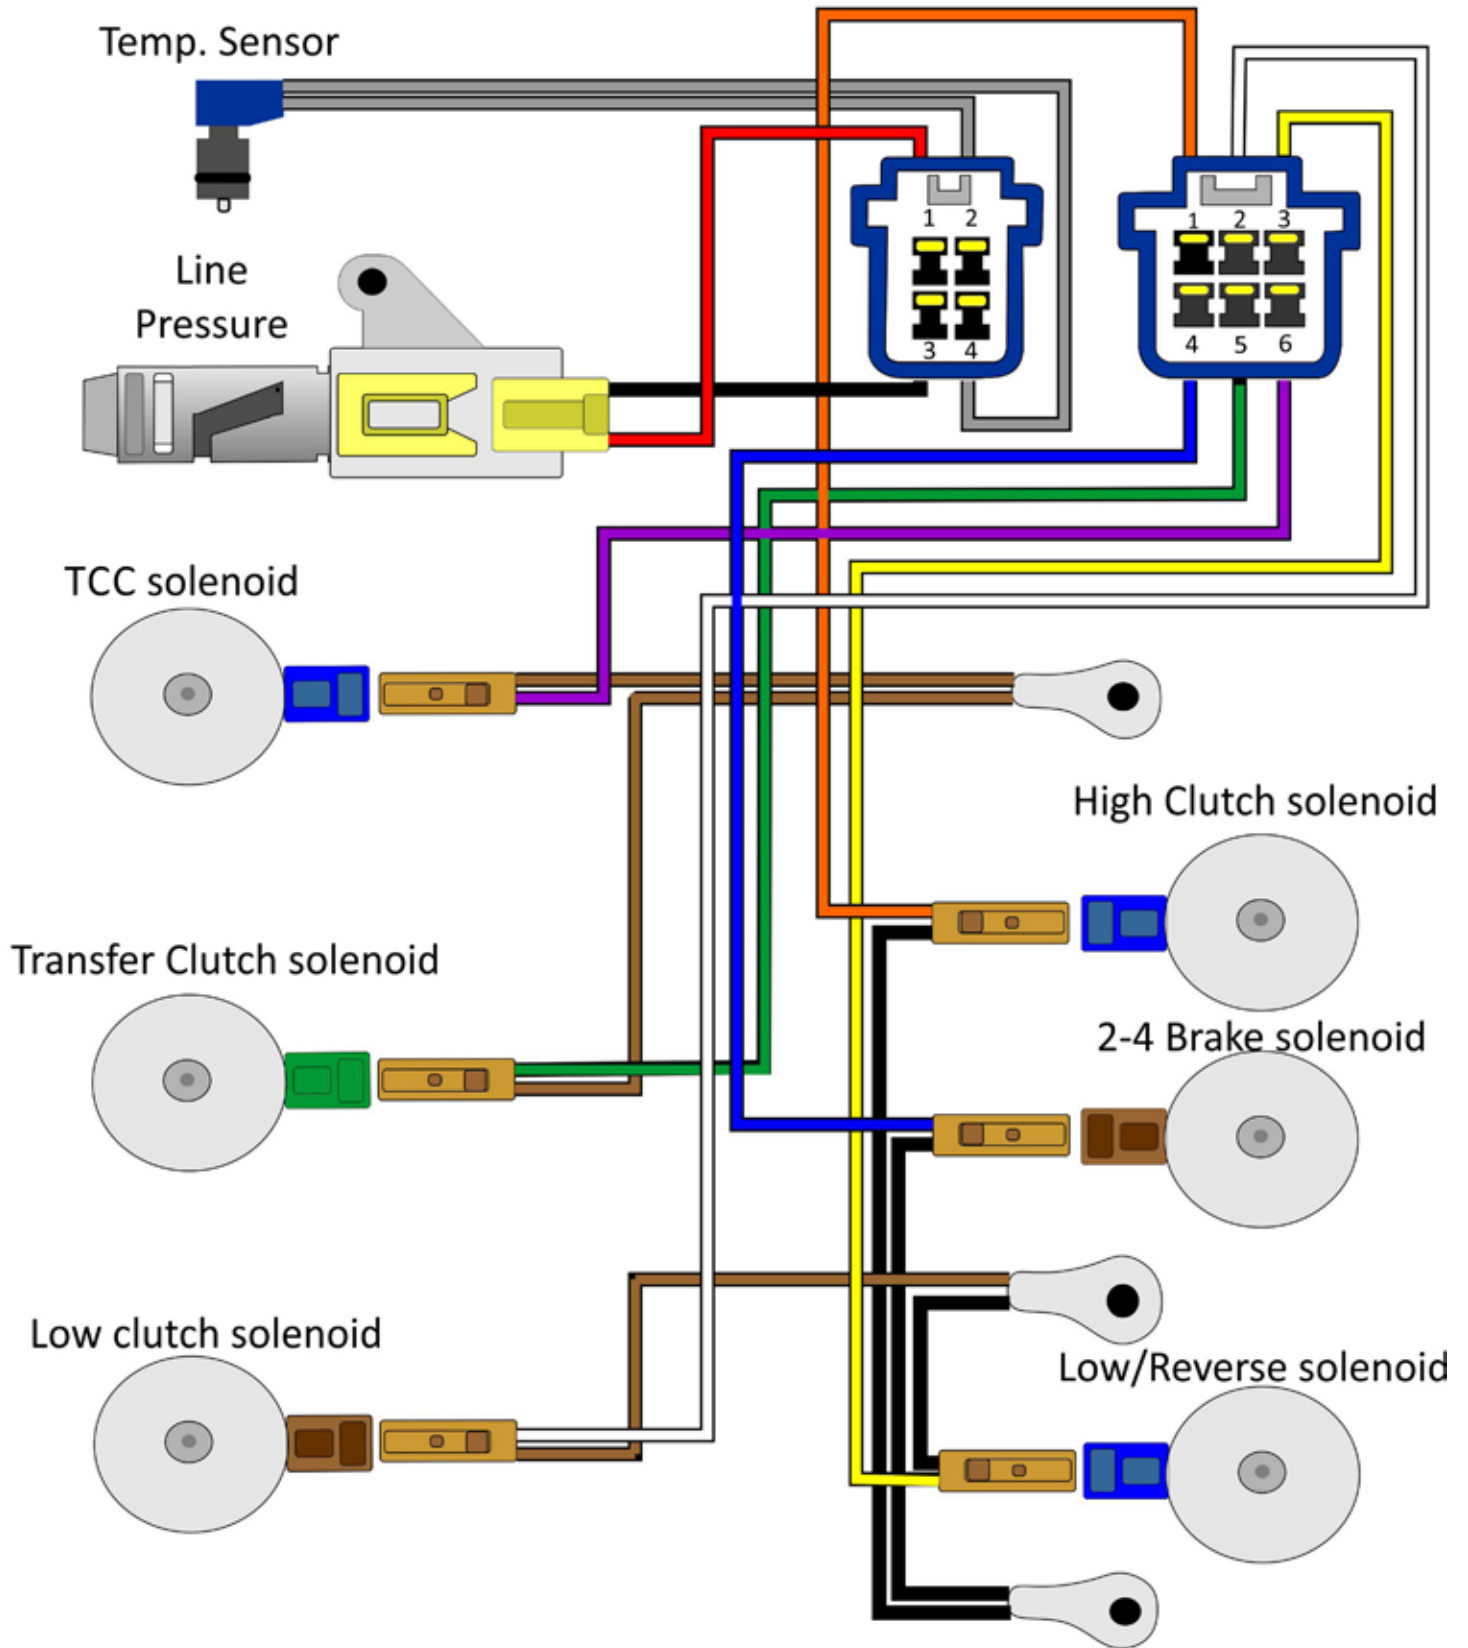 Temp. Sensor
Line
Pressure
1 2
3 4
1 2 3
4 5 6
TCC solenoid
High Clutch solenoid
Transfer Clutch solenoid
2-4 Brake solenoid
Low clutch solenoid
Low/Reverse solenoid